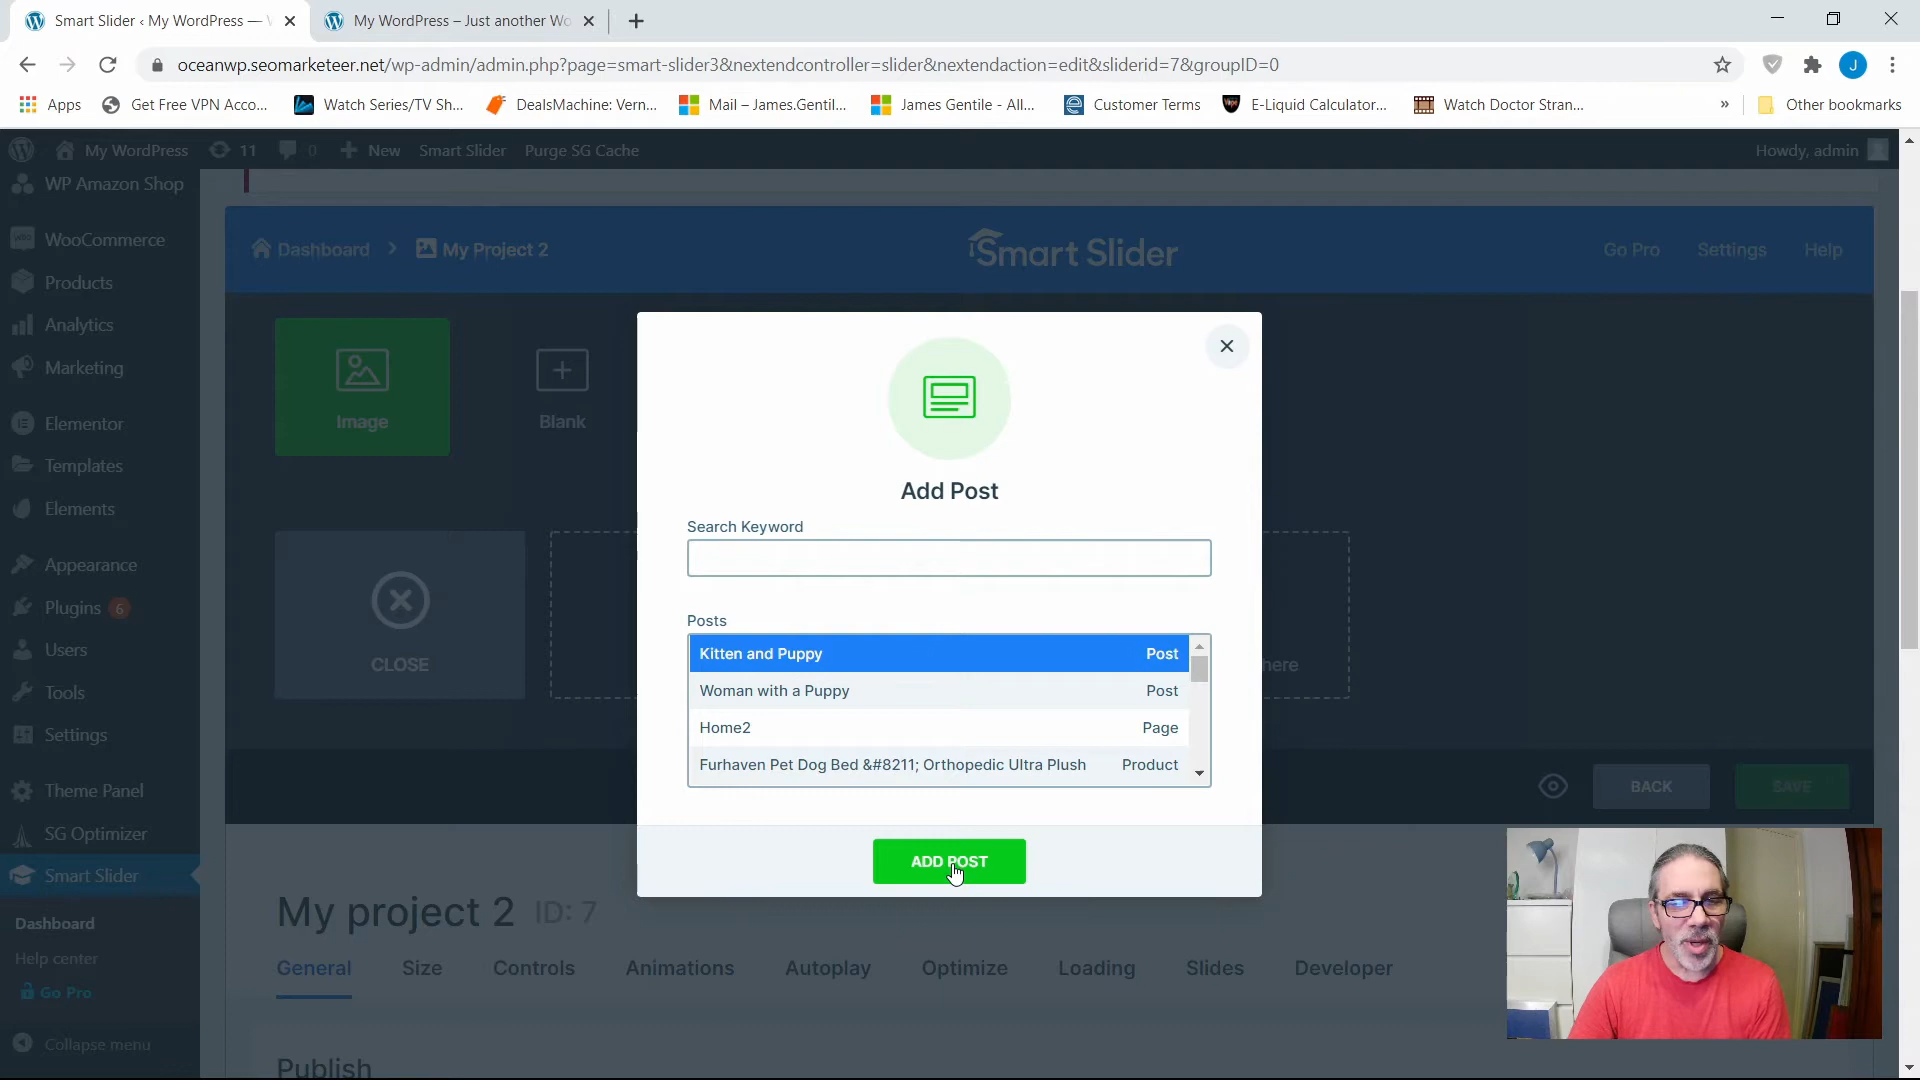 Smart Slider ‹ My WordPress — W
My WordPress – Just another Wo
oceanwp.seomarketeer.net/wp-admin/admin.php?page=smart-slider3&nextendcontroller=slider&nextendaction=edit&sliderid=7&groupID=0
J
Apps
Get Free VPN Acco...
Watch Series/TV Sh...
DealsMachine: Vern...
Mail – James.Gentil...
James Gentile - All...
Customer Terms
E-Liquid Calculator...
Watch Doctor Stran...
»
Other bookmarks
My WordPress
11
0
New
Smart Slider
Purge SG Cache
Howdy, admin
WP Amazon Shop
WooCommerce
Products
Analytics
Marketing
Elementor
Templates
Elements
Appearance
Plugins 6
Users
Tools
Settings
Theme Panel
SG Optimizer
Smart Slider
Dashboard
Help center
Go Pro
Collapse menu
Dashboard
My Project 2
Smart Slider
Go Pro
Settings
Help
Image
Blank
CLOSE
here
Add Post
Search Keyword
Posts
Kitten and Puppy Post
Woman with a Puppy Post
Home2 Page
Furhaven Pet Dog Bed &#8211; Orthopedic Ultra Plush Product
ADD POST
BACK
SAVE
My project 2 ID: 7
General
Size
Controls
Animations
Autoplay
Optimize
Loading
Slides
Developer
Publish